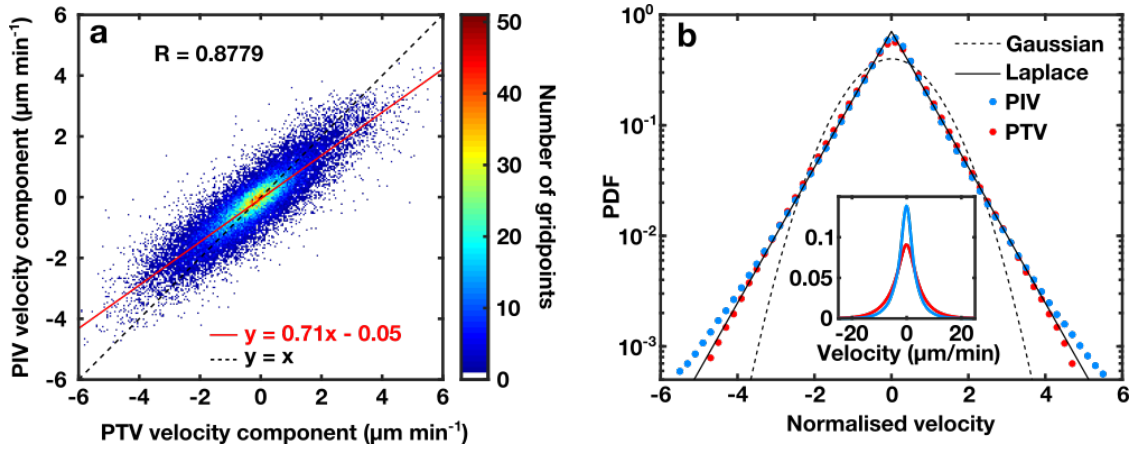 a
R = 0.8779
PIV velocity component (µm min⁻¹)
6
4
2
0
-2
-4
-6
-6 -4 -2 0 2 4 6
PTV velocity component (µm min⁻¹)
y = 0.71x - 0.05
y = x
50
40
30
20
10
0
Number of gridpoints
b
Gaussian
Laplace
PIV
PTV
PDF
10⁰
10⁻¹
10⁻²
10⁻³
-6 -4 -2 0 2 4 6
Normalised velocity
0.1
0.05
0
-20 0 20
Velocity (µm/min)